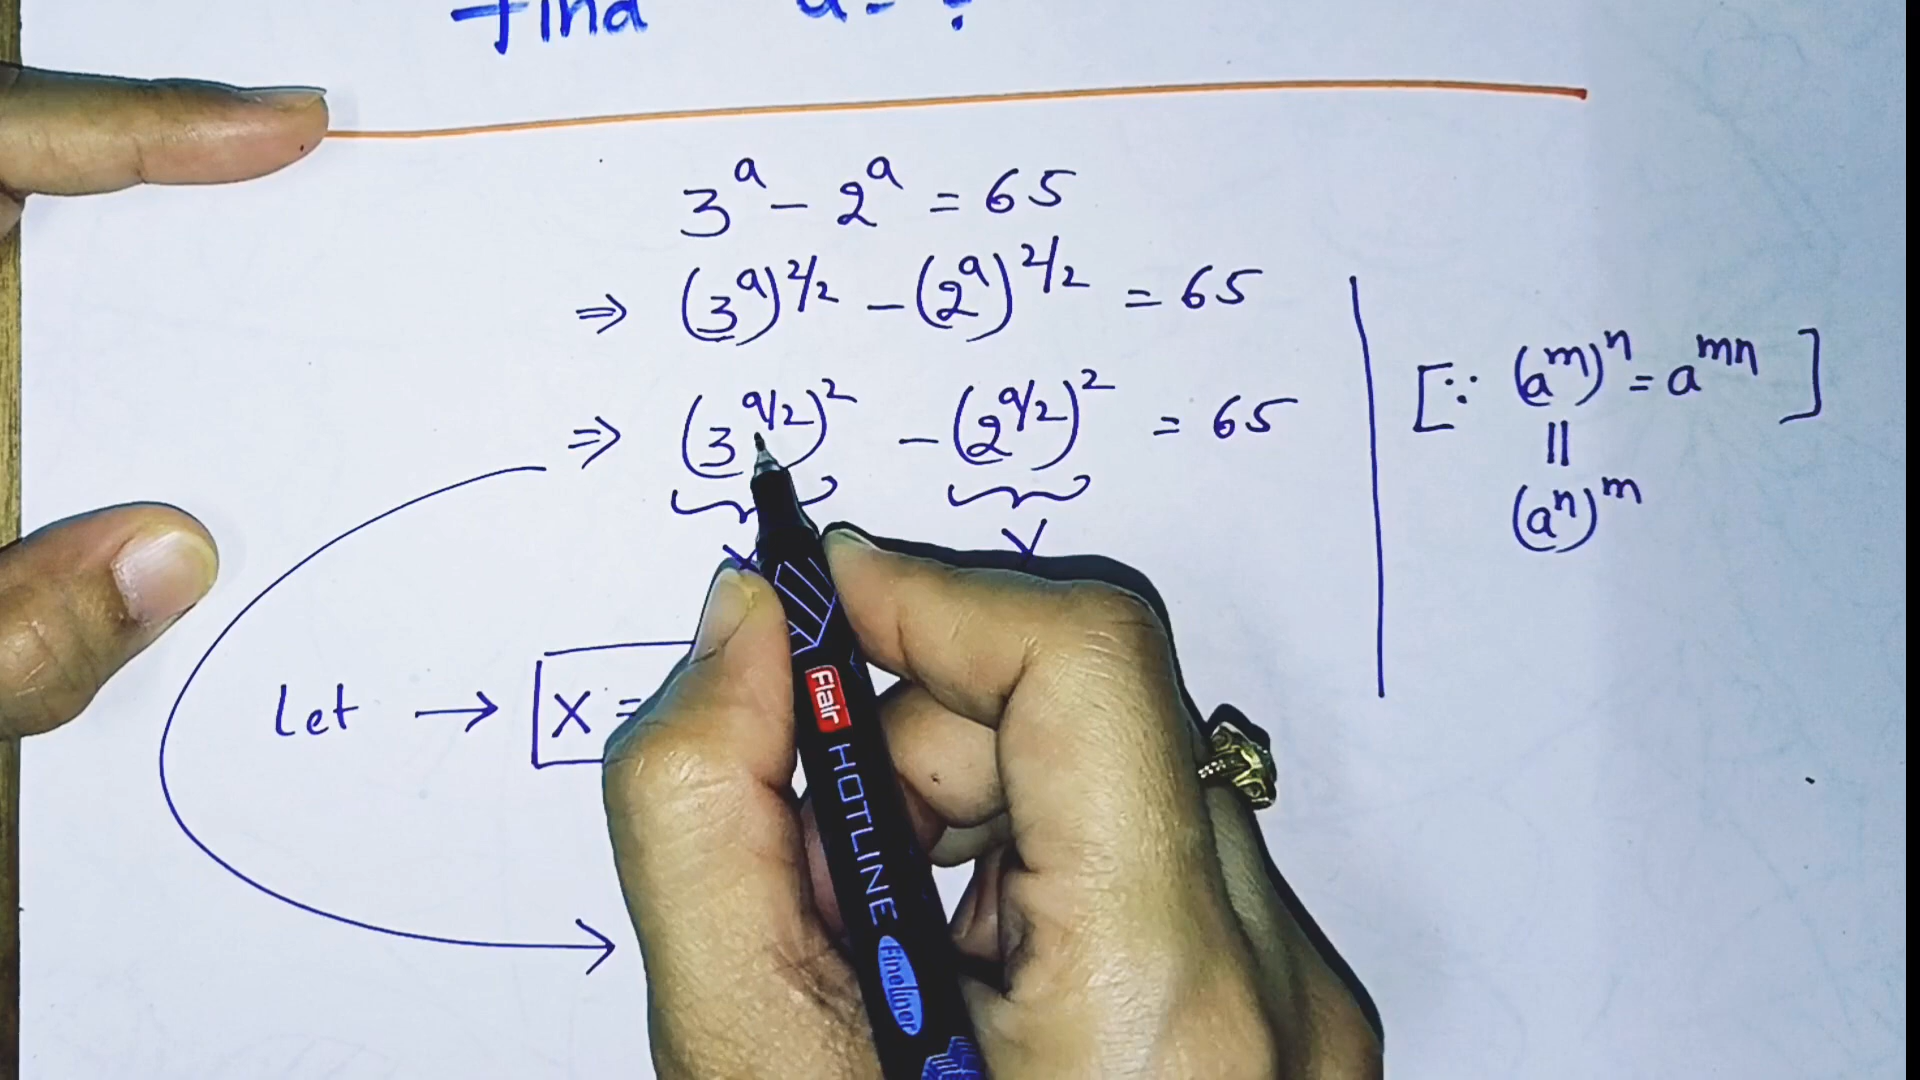 find a = ?
3^a - 2^a = 65
⇒ (3^a)^2/2 - (2^a)^2/2 = 65
⇒ (3^a/2)^2 - (2^a/2)^2 = 65
X Y
[∵ (a^m)^n = a^mn]
||
(a^n)^m
Let → X =
Flair HOTLINE Fineliner